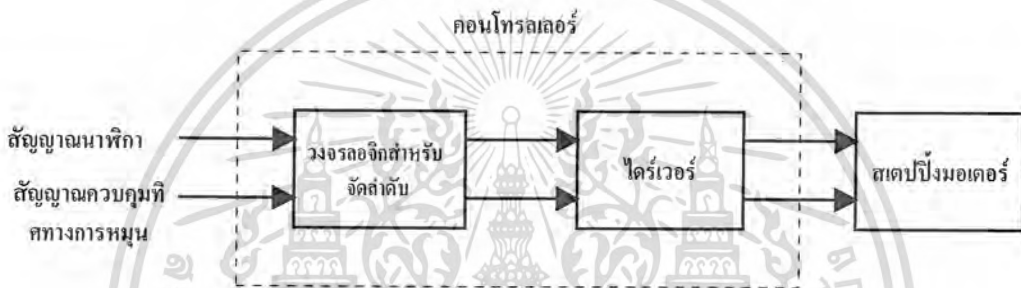 คอนโทรลเลอร์
สัญญาณนาฬิกา
สัญญาณควบคุมทิ
ศทางการหมุน
วงจรลอจิกสำหรับ
จัดลำดับ
ไดร์เวอร์
สเตปปิ้งมอเตอร์